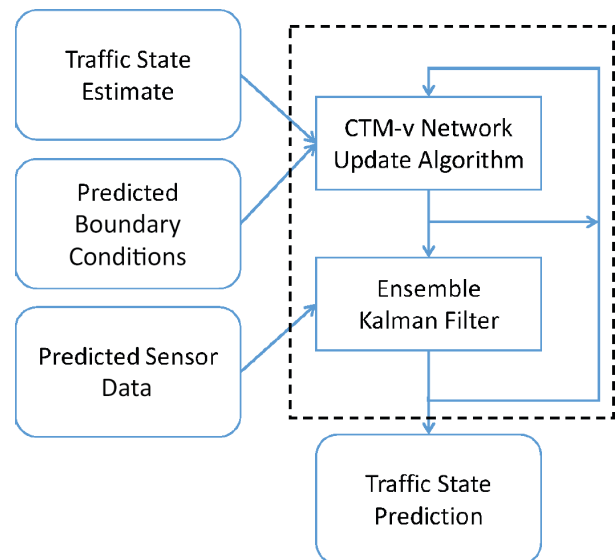 Traffic State
Estimate
Predicted
Boundary
Conditions
Predicted Sensor
Data
CTM-v Network
Update Algorithm
Ensemble
Kalman Filter
Traffic State
Prediction